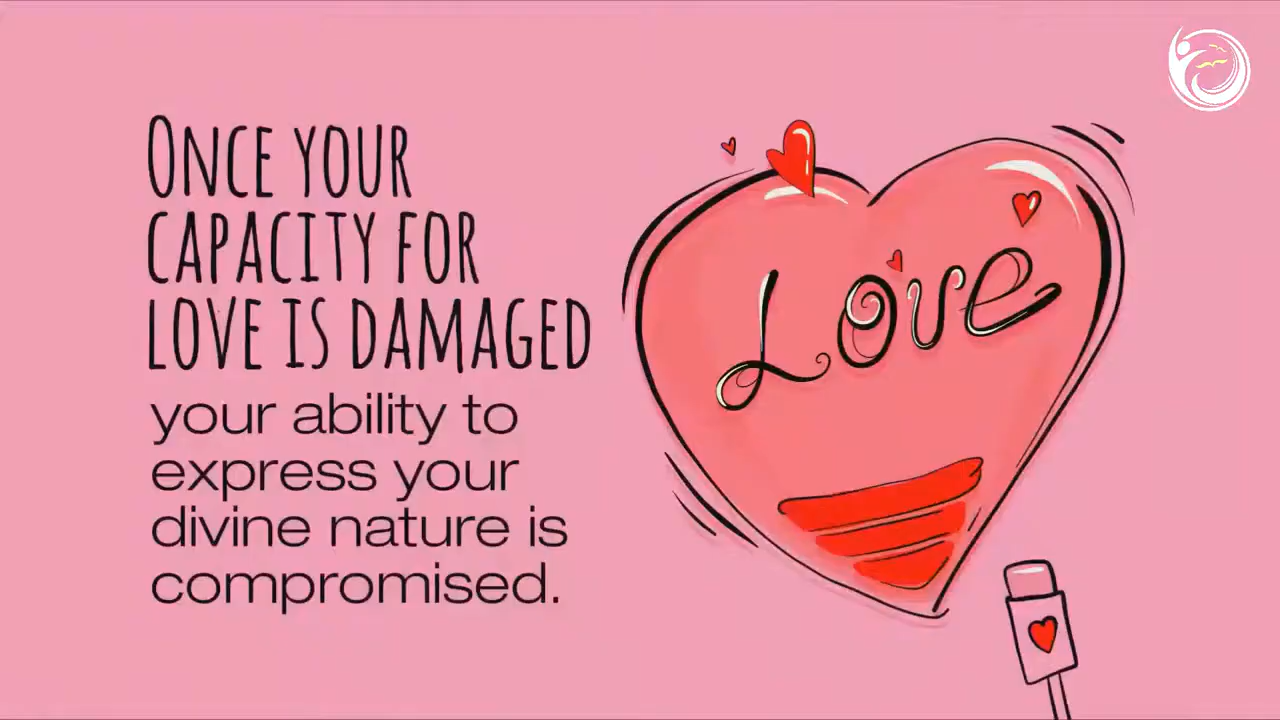 ONCE YOUR
CAPACITY FOR
LOVE IS DAMAGED
your ability to
express your
divine nature is
compromised.
Love